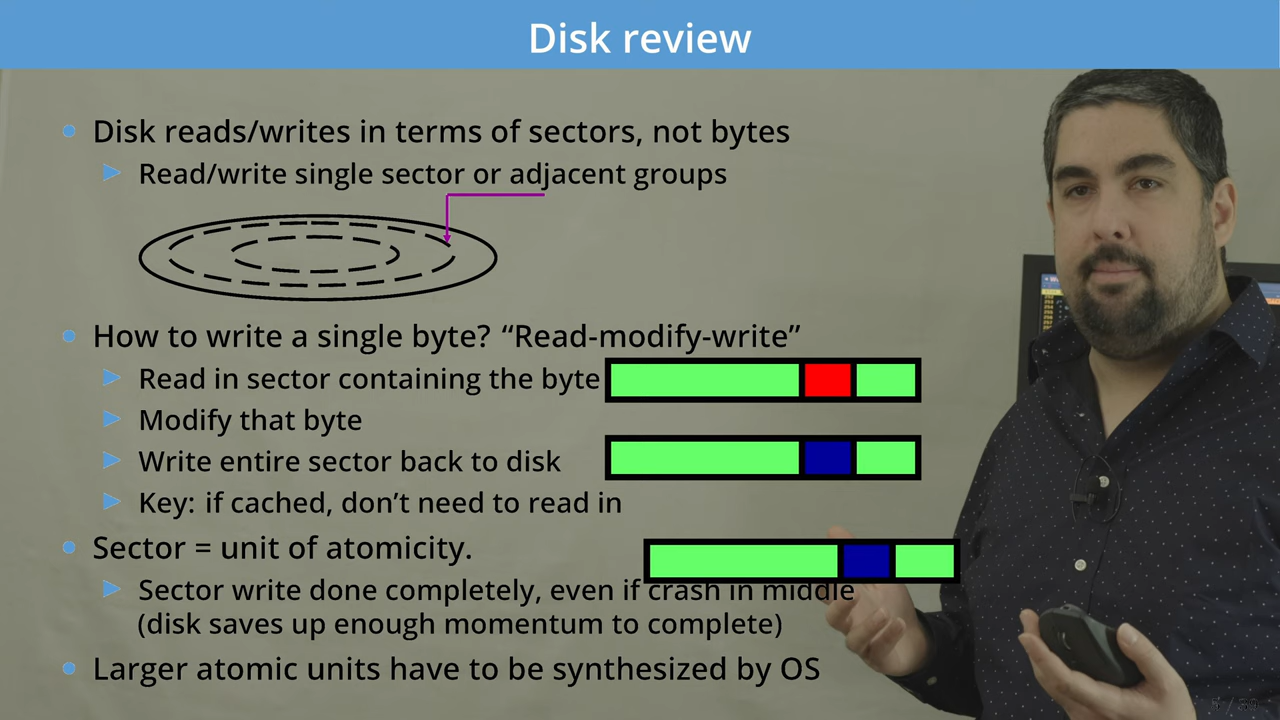 Disk review
Disk reads/writes in terms of sectors, not bytes
Read/write single sector or adjacent groups
How to write a single byte? “Read-modify-write”
Read in sector containing the byte
Modify that byte
Write entire sector back to disk
Key: if cached, don’t need to read in
Sector = unit of atomicity.
Sector write done completely, even if crash in middle
(disk saves up enough momentum to complete)
Larger atomic units have to be synthesized by OS